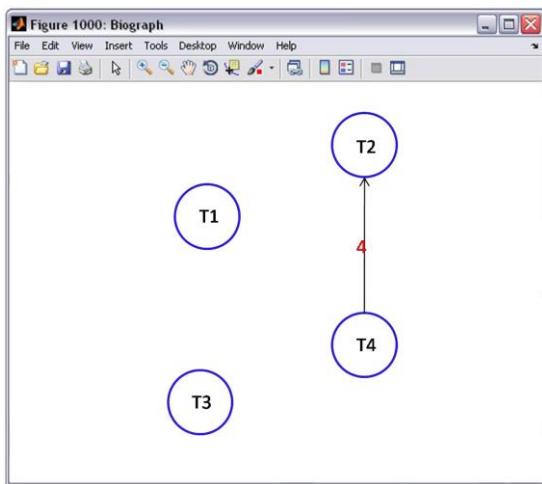 Figure 1000: Biograph
File Edit View Insert Tools Desktop Window Help
T2
T1
4
T4
T3